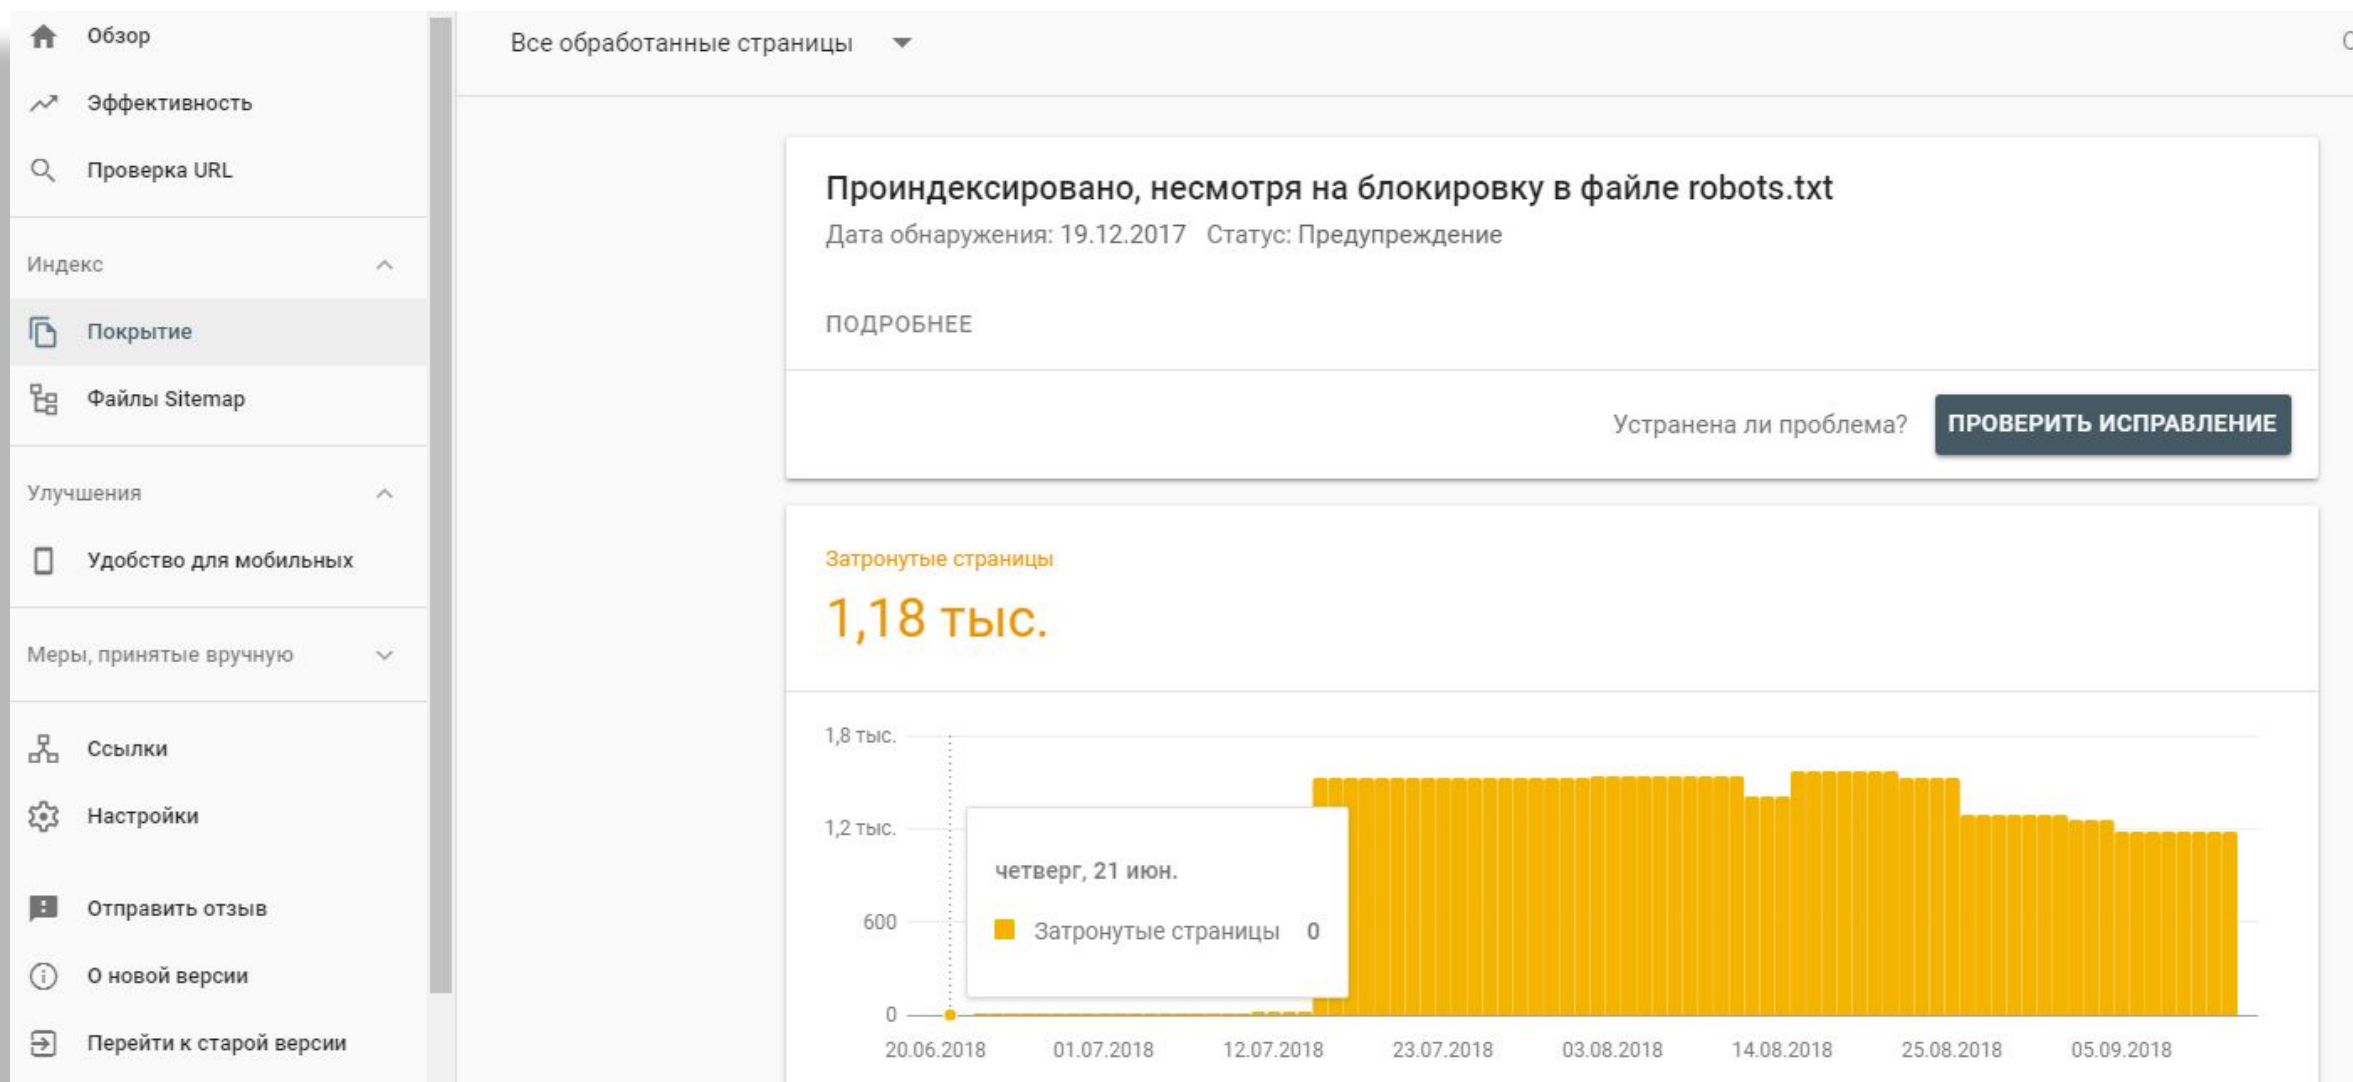 Обзор
Эффективность
Проверка URL
Индекс
Покрытие
Файлы Sitemap
Улучшения
Удобство для мобильных
Меры, принятые вручную
Ссылки
Настройки
Отправить отзыв
О новой версии
Перейти к старой версии
Все обработанные страницы
Проиндексировано, несмотря на блокировку в файле robots.txt
Дата обнаружения: 19.12.2017 Статус: Предупреждение
ПОДРОБНЕЕ
Устранена ли проблема? ПРОВЕРИТЬ ИСПРАВЛЕНИЕ
Затронутые страницы
1,18 тыс.
1,8 тыс.
1,2 тыс.
600
0
четверг, 21 июн.
Затронутые страницы 0
20.06.2018 01.07.2018 12.07.2018 23.07.2018 03.08.2018 14.08.2018 25.08.2018 05.09.2018